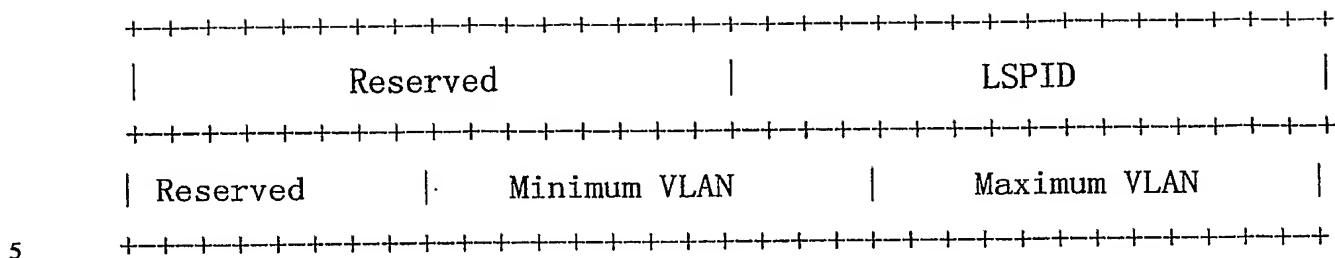 +-+-+-+-+-+-+-+-+-+-+-+-+-+-+-+-+-+-+-+-+-+-+-+-+-+-+-+-+-+-+-+-+
| Reserved | LSPID |
+-+-+-+-+-+-+-+-+-+-+-+-+-+-+-+-+-+-+-+-+-+-+-+-+-+-+-+-+-+-+-+-+
| Reserved | Minimum VLAN | Maximum VLAN |
5 +-+-+-+-+-+-+-+-+-+-+-+-+-+-+-+-+-+-+-+-+-+-+-+-+-+-+-+-+-+-+-+-+